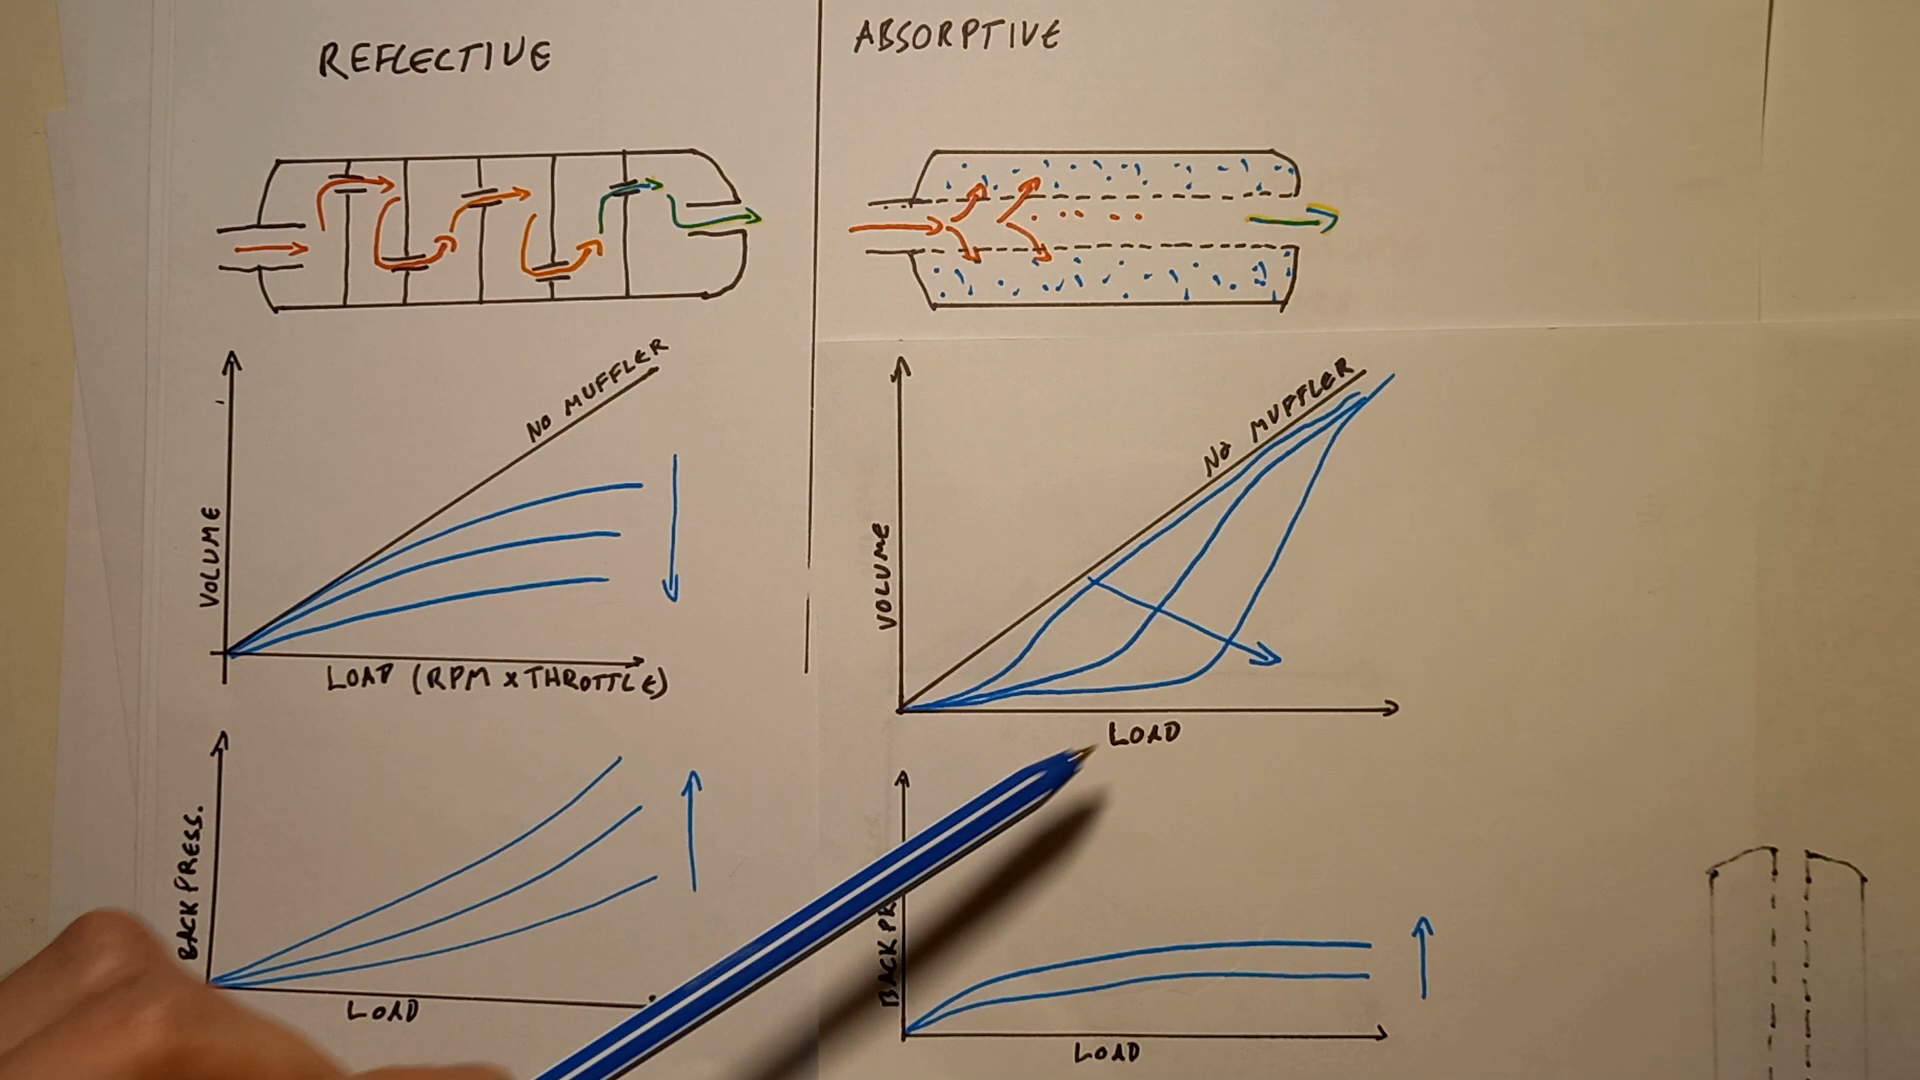 REFLECTIVE
NO MUFFLER
VOLUME
LOAD (RPM x THROTTLE)
BACK PRESS.
LOAD
ABSORPTIVE
NO MUFFLER
VOLUME
LOAD
LOAD